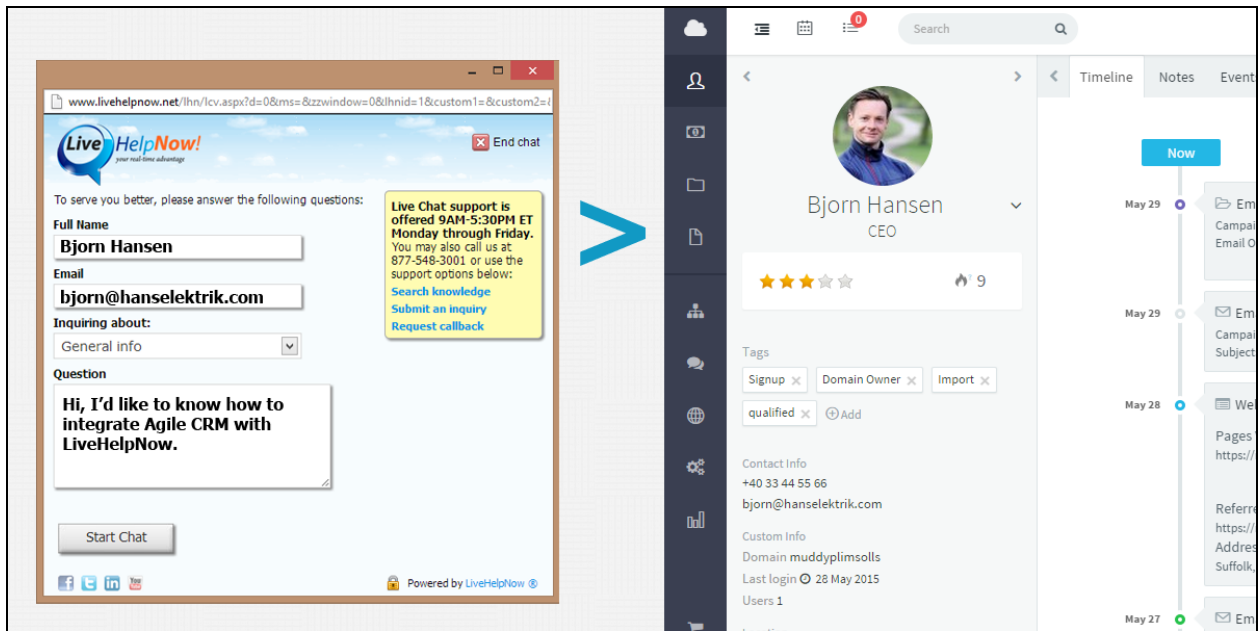 www.livehelpnow.net/lhn/lcv.aspx?d=0&ms=&zzwindow=0&lhnid=1&custom1=&custom2=&
Live HelpNow!
your real-time advantage
End chat
To serve you better, please answer the following questions:
Full Name
Bjorn Hansen
Email
bjorn@hanselektrik.com
Inquiring about:
General info
Question
Hi, I'd like to know how to
integrate Agile CRM with
LiveHelpNow.
Start Chat
Live Chat support is
offered 9AM-5:30PM ET
Monday through Friday.
You may also call us at
877-548-3001 or use the
support options below:
Search knowledge
Submit an inquiry
Request callback
Powered by LiveHelpNow ®
>
0
Search
Bjorn Hansen
CEO
9
Tags
Signup
Domain Owner
Import
qualified
Add
Contact Info
+40 33 44 55 66
bjorn@hanselektrik.com
Custom Info
Domain muddyplimsolls
Last login 28 May 2015
Users 1
Timeline Notes Event
Now
May 29
Em
Campai
Email O
May 29
Em
Campai
Subject
May 28
Wel
Pages
https://
Referre
https://
Addres
Suffolk,
May 27
Em